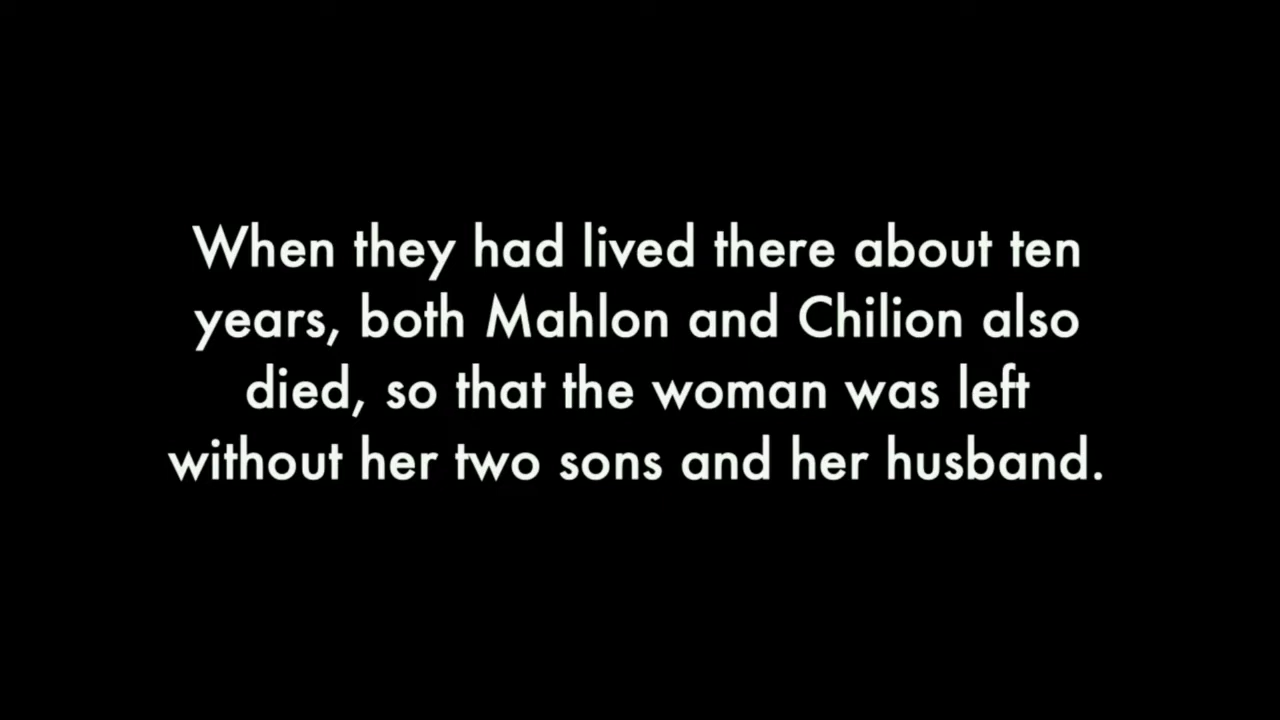 When they had lived there about ten
years, both Mahlon and Chilion also
died, so that the woman was left
without her two sons and her husband.